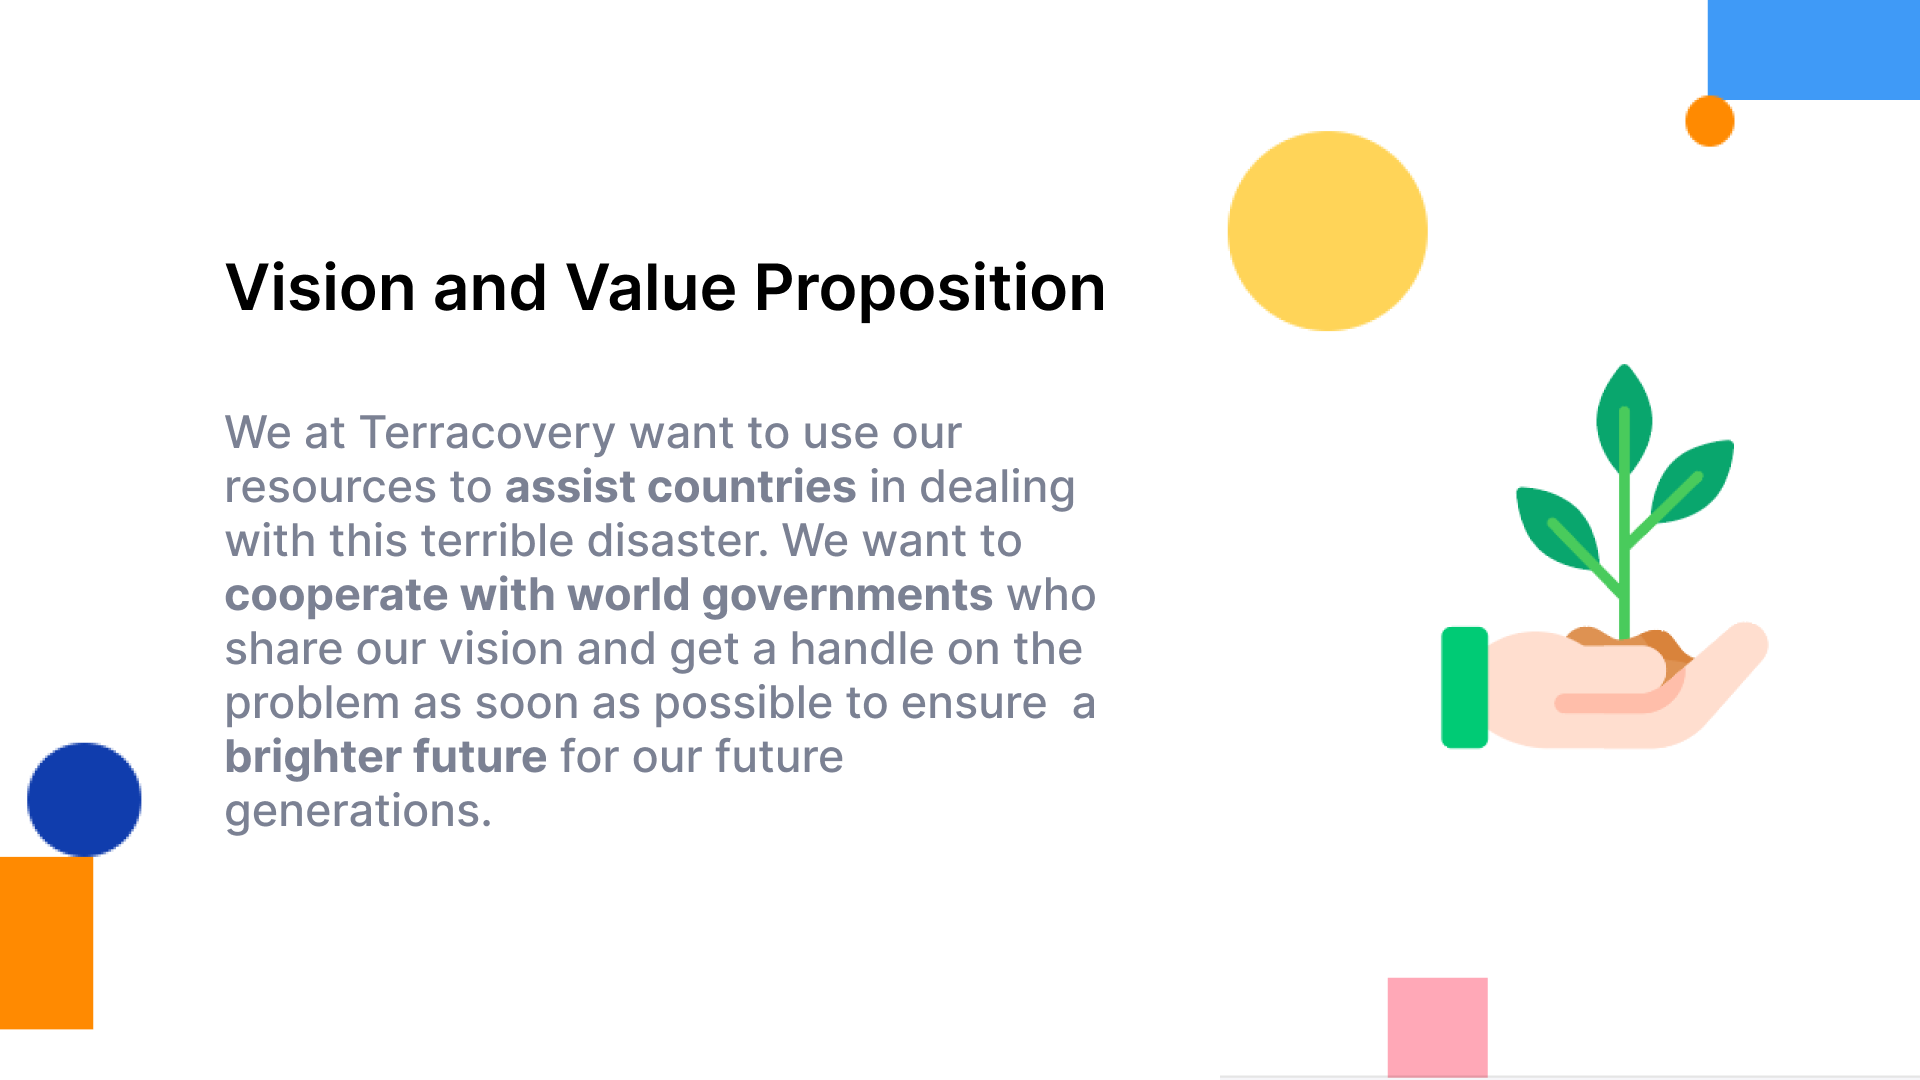 Vision and Value Proposition
We at Terracovery want to use our
resources to assist countries in dealing
with this terrible disaster. We want to
cooperate with world governments who
share our vision and get a handle on the
problem as soon as possible to ensure  a
brighter future for our future
generations.